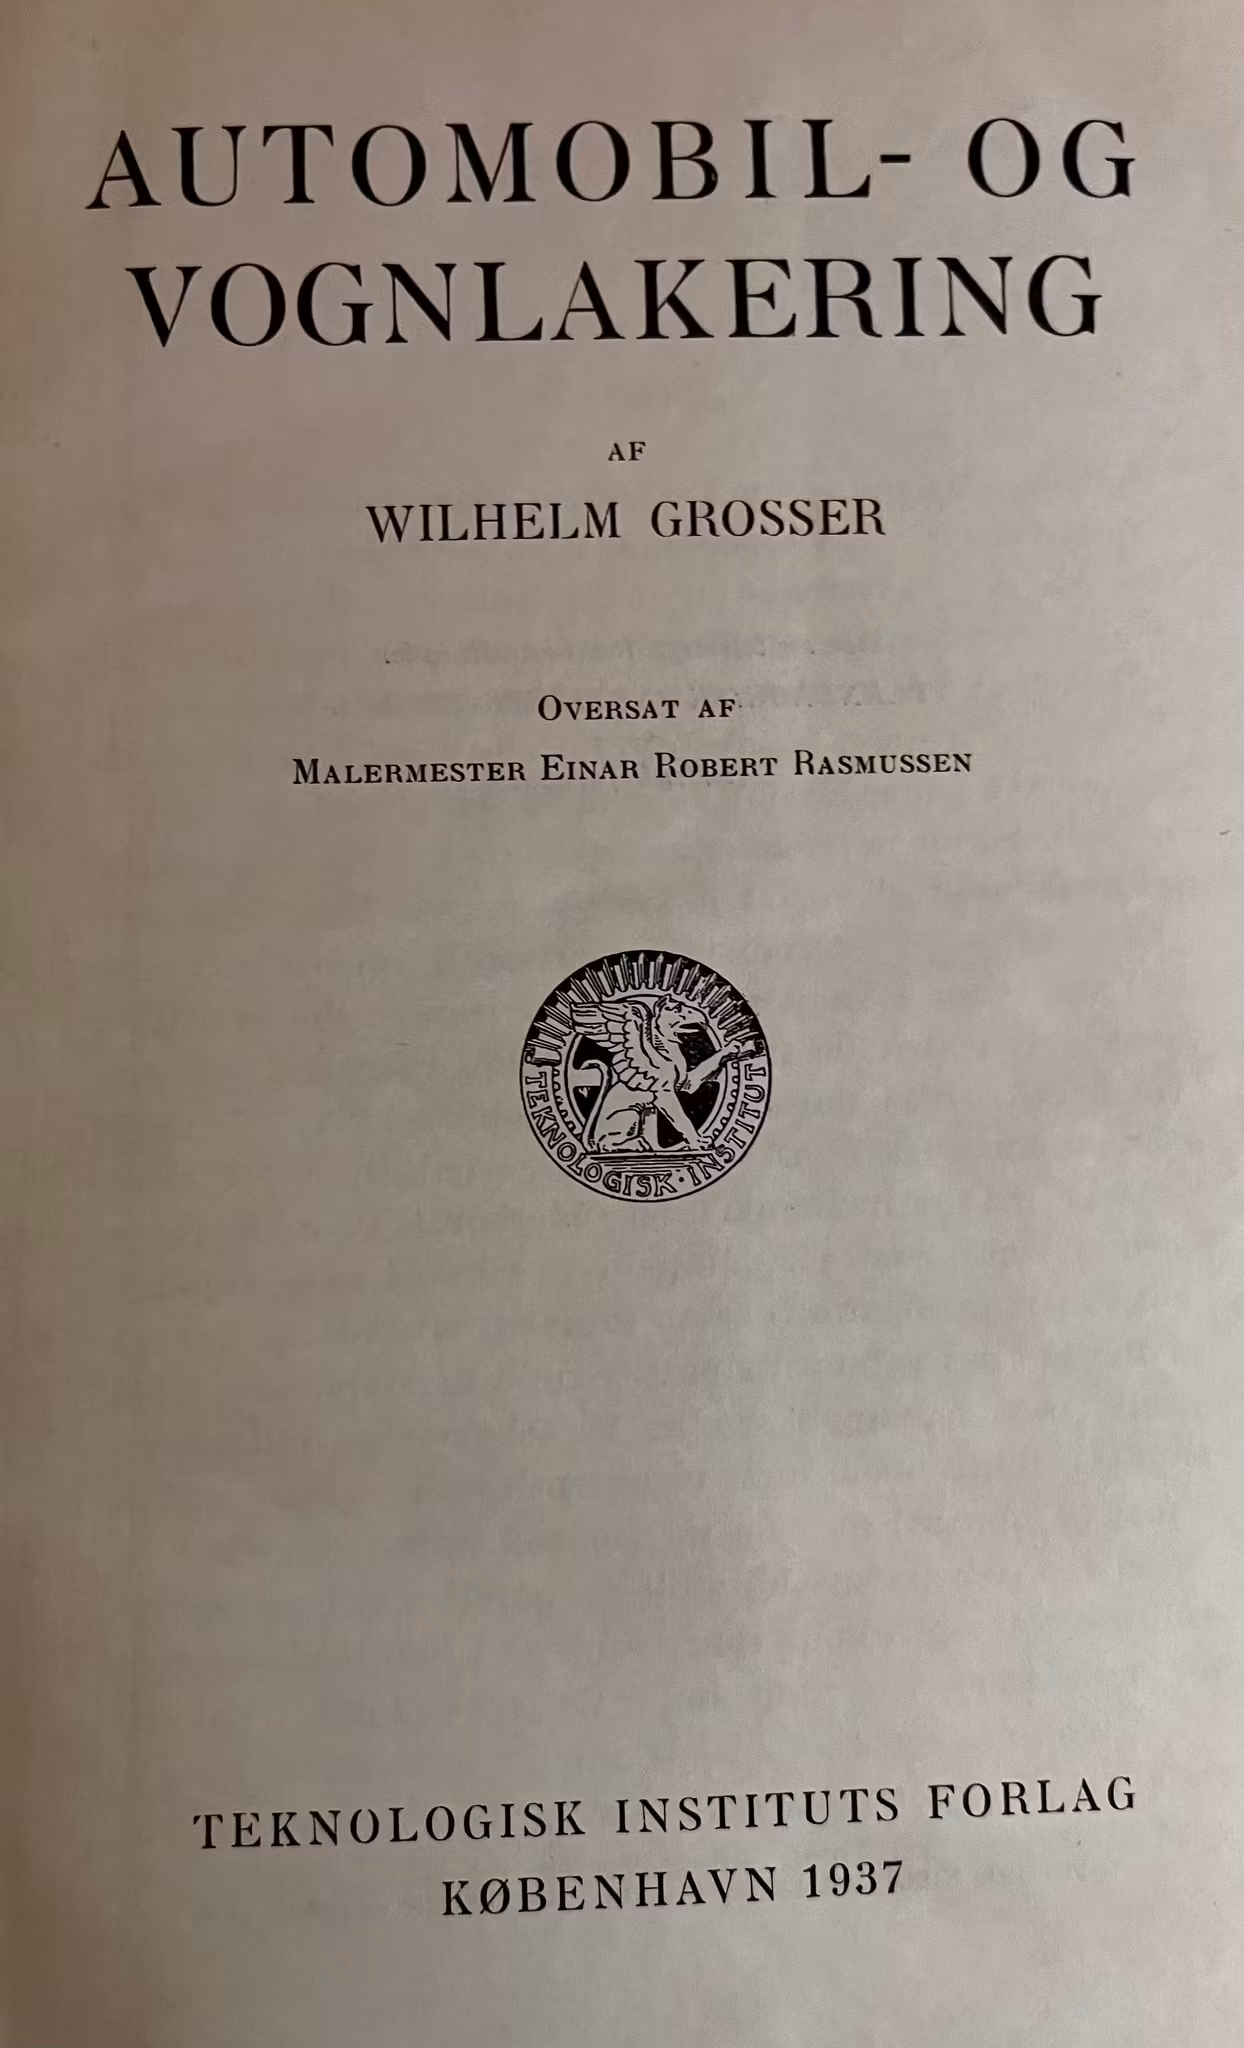 AUTOMOBIL- OG
VOGNLAKERING
AF
WILHELM GROSSER
OVERSAT AF
MALERMESTER EINAR ROBERT RASMUSSEN
TEKNOLOGISK · INSTITUT
TEKNOLOGISK INSTITUTS FORLAG
KØBENHAVN 1937